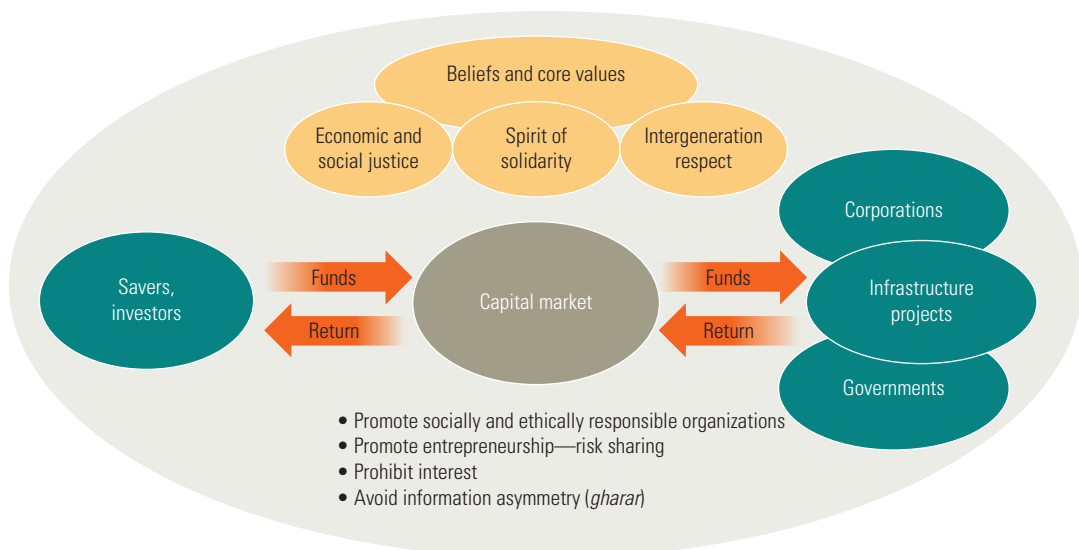 Beliefs and core values
Economic and
social justice
Spirit of
solidarity
Intergeneration
respect
Savers,
investors
Funds
Return
Capital market
Funds
Return
Corporations
Infrastructure
projects
Governments
• Promote socially and ethically responsible organizations
• Promote entrepreneurship—risk sharing
• Prohibit interest
• Avoid information asymmetry (gharar)